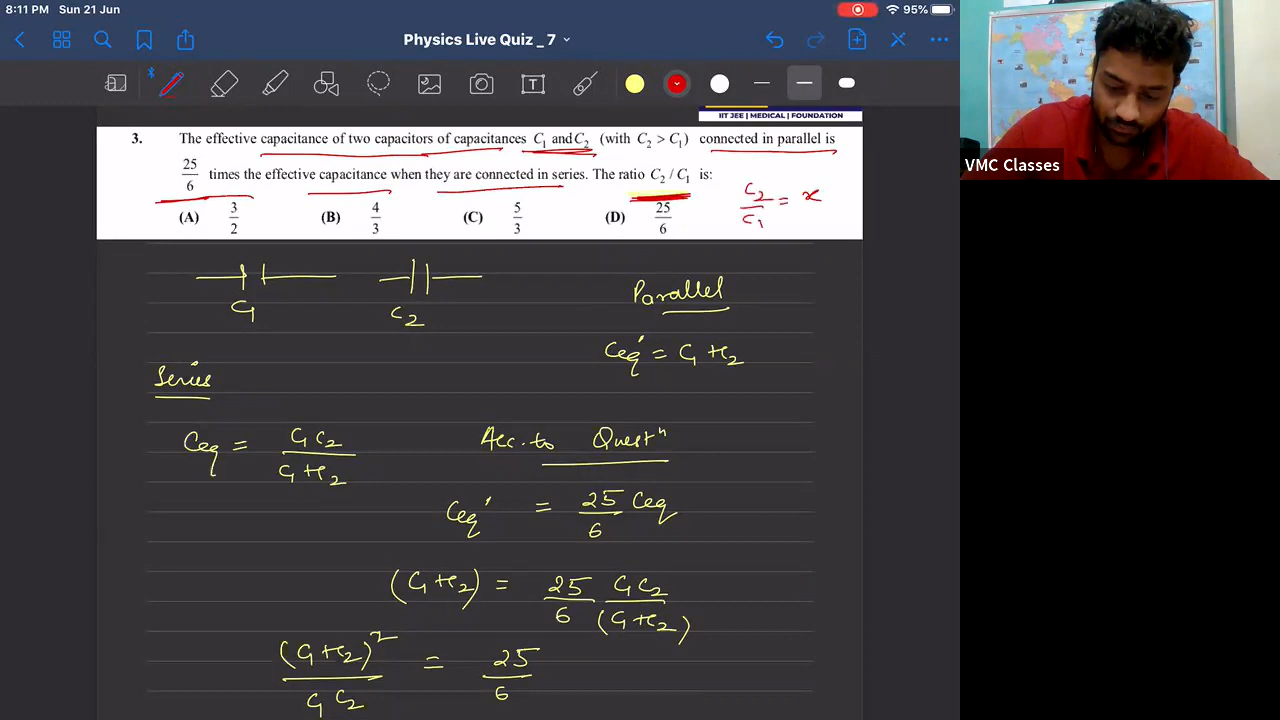 8:11 PM Sun 21 Jun
95%
Physics Live Quiz _ 7
T
IIT JEE | MEDICAL | FOUNDATION
VMC Classes
3. The effective capacitance of two capacitors of capacitances C₁ and C₂ (with C₂ > C₁) connected in parallel is
25/6 times the effective capacitance when they are connected in series. The ratio C₂ / C₁ is:
(A) 3/2 (B) 4/3 (C) 5/3 (D) 25/6
C₂/C₁ = x
C₁ C₂
Parallel
Ceq' = C₁ + C₂
Series
Ceq = C₁C₂/C₁+C₂
Acc. to Questⁿ
Ceq' = 25/6 Ceq
(C₁+C₂) = 25/6 C₁C₂/(C₁+C₂)
(C₁+C₂)²/C₁C₂ = 25/6